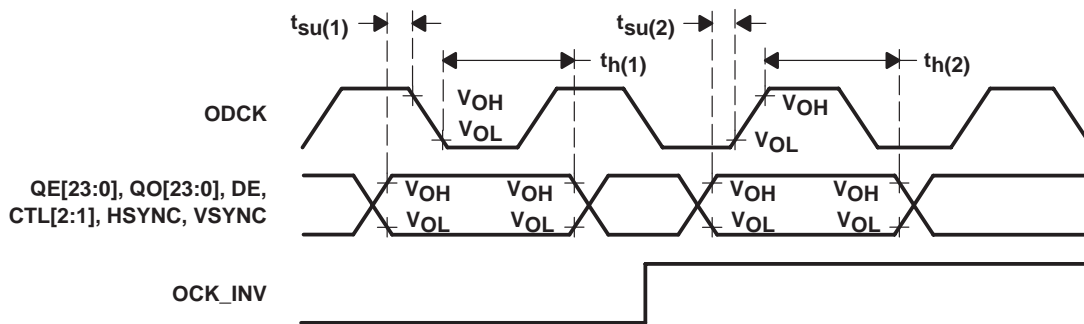 tsu(1)
tsu(2)
th(1)
th(2)
ODCK
VOH
VOL
VOH
VOL
QE[23:0], QO[23:0], DE,
CTL[2:1], HSYNC, VSYNC
VOH
VOL
VOH
VOL
VOH
VOL
VOH
VOL
OCK_INV